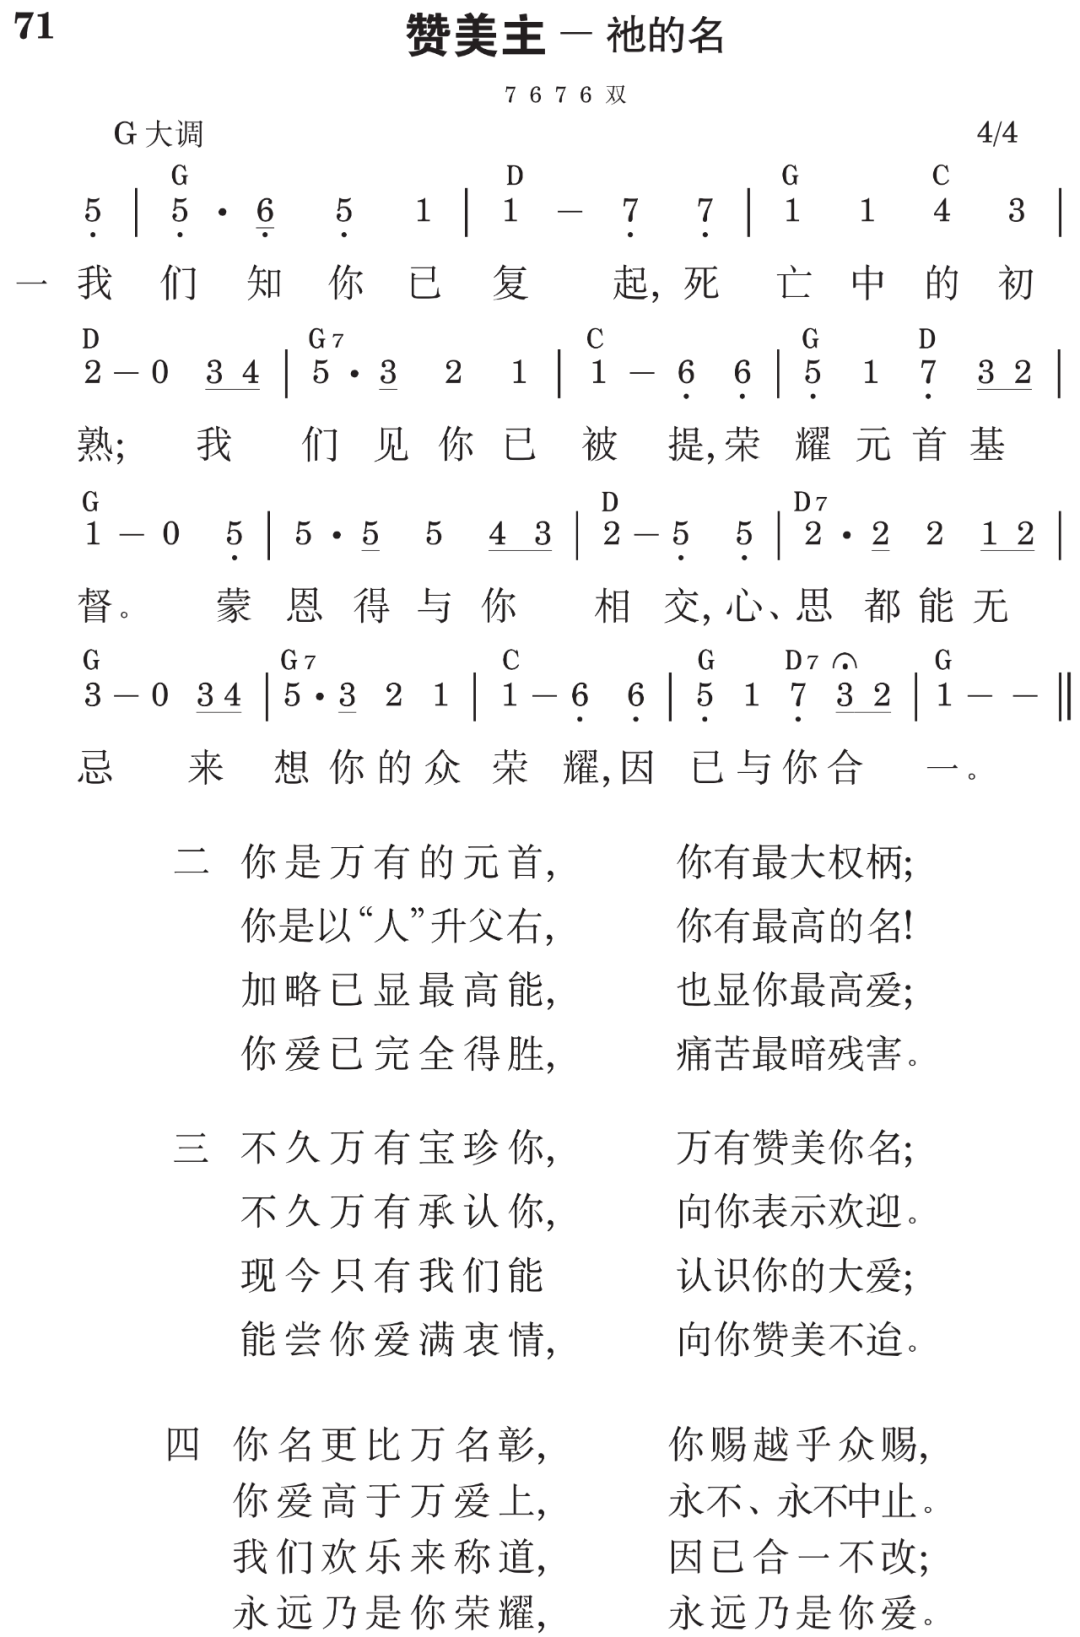 71
赞美主 — 祂的名
7 6 7 6 双
G 大调 4/4
G D G C
5̣ | 5̣ · 6̣ 5̣ 1 | 1 – 7̣ 7̣ | 1 1 4 3 |
一 我 们 知 你 已 复 起, 死 亡 中 的 初
D G7 C G D
2 – 0 3 4 | 5 · 3 2 1 | 1 – 6̣ 6̣ | 5̣ 1 7̣ 3 2 |
熟; 我 们 见 你 已 被 提, 荣 耀 元 首 基
G D D7
1 – 0 5̣ | 5 · 5 5 4 3 | 2 – 5̣ 5̣ | 2 · 2 2 1 2 |
督。 蒙 恩 得 与 你 相 交, 心、思 都 能 无
G G7 C G D7 G
3 – 0 3 4 | 5 · 3 2 1 | 1 – 6̣ 6̣ | 5̣ 1 7̣ 3 2 | 1 – – ‖
忌 来 想 你 的 众 荣 耀, 因 已 与 你 合 一。
二 你是万有的元首, 你有最大权柄;
你是以“人”升父右, 你有最高的名!
加略已显最高能, 也显你最高爱;
你爱已完全得胜, 痛苦最暗残害。
三 不久万有宝珍你, 万有赞美你名;
不久万有承认你, 向你表示欢迎。
现今只有我们能 认识你的大爱;
能尝你爱满衷情, 向你赞美不迨。
四 你名更比万名彰, 你赐越乎众赐,
你爱高于万爱上, 永不、永不中止。
我们欢乐来称道, 因已合一不改;
永远乃是你荣耀, 永远乃是你爱。